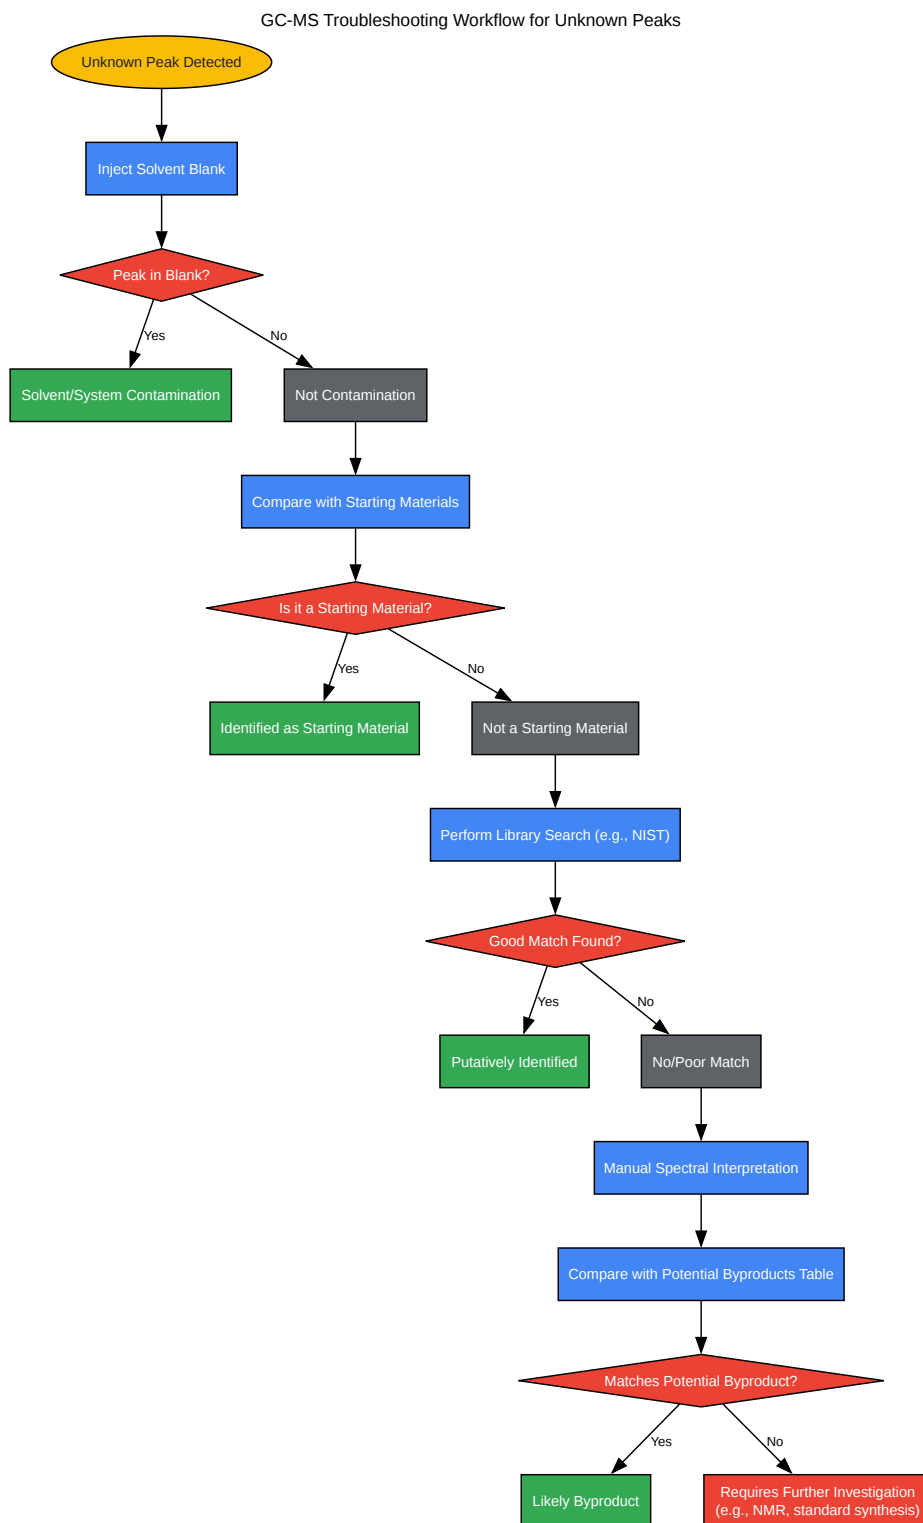 GC-MS Troubleshooting Workflow for Unknown Peaks
Unknown Peak Detected
Inject Solvent Blank
Peak in Blank?
Yes
No
Solvent/System Contamination
Not Contamination
Compare with Starting Materials
Is it a Starting Material?
Yes
No
Identified as Starting Material
Not a Starting Material
Perform Library Search (e.g., NIST)
Good Match Found?
Yes
No
Putatively Identified
No/Poor Match
Manual Spectral Interpretation
Compare with Potential Byproducts Table
Matches Potential Byproduct?
Yes
No
Likely Byproduct
Requires Further Investigation
(e.g., NMR, standard synthesis)